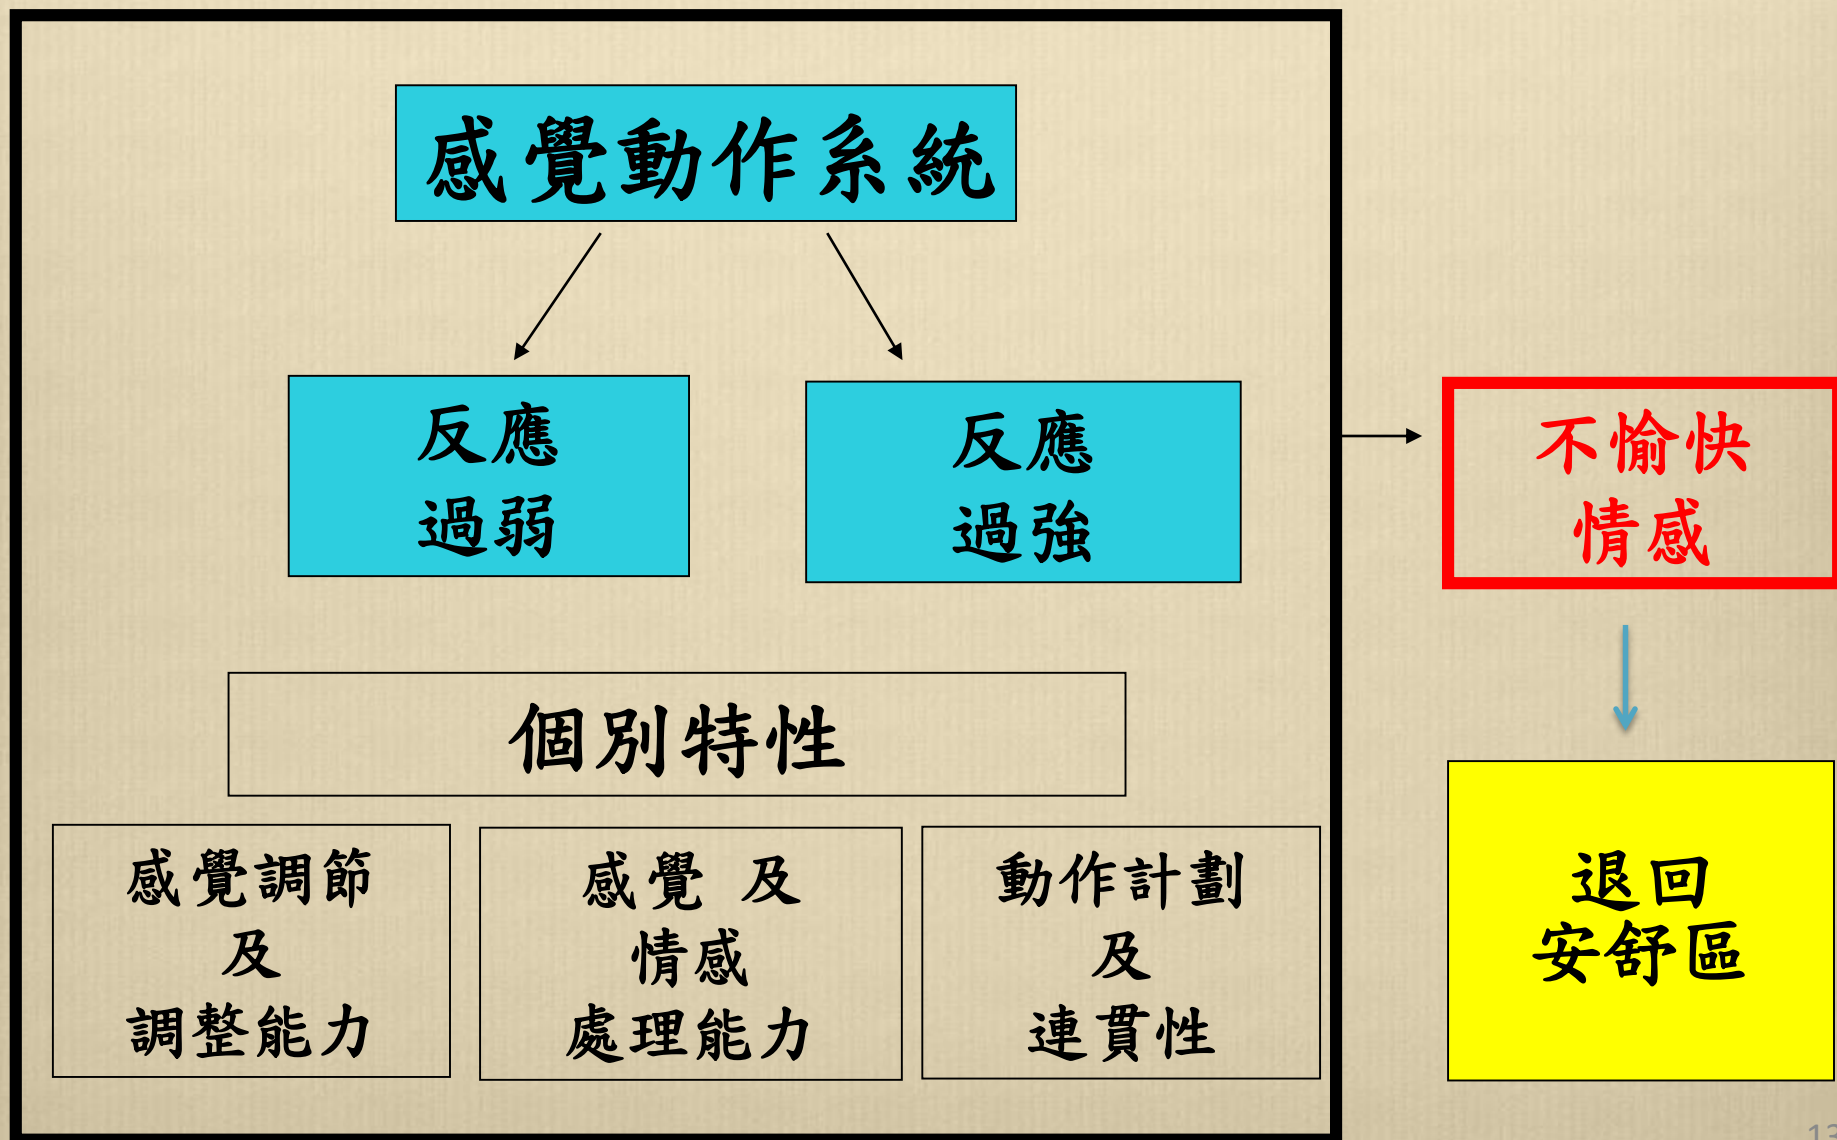 感覺動作系統
反應
過弱
反應
過強
不愉快
情感
個別特性
感覺調節
及
調整能力
感覺 及
情感
處理能力
動作計劃
及
連貫性
退回
安舒區
13